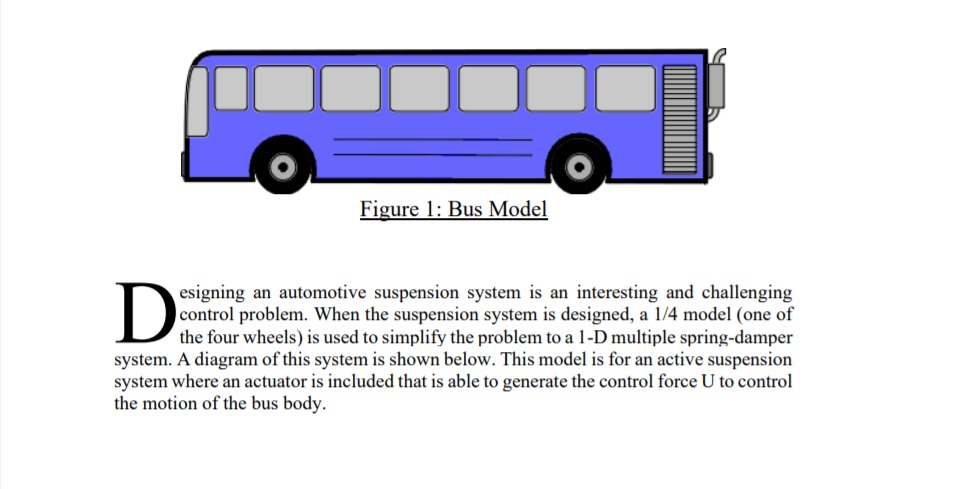 Figure 1: Bus Model
Designing an automotive suspension system is an interesting and challenging
control problem. When the suspension system is designed, a 1/4 model (one of
the four wheels) is used to simplify the problem to a 1-D multiple spring-damper
system. A diagram of this system is shown below. This model is for an active suspension
system where an actuator is included that is able to generate the control force U to control
the motion of the bus body.